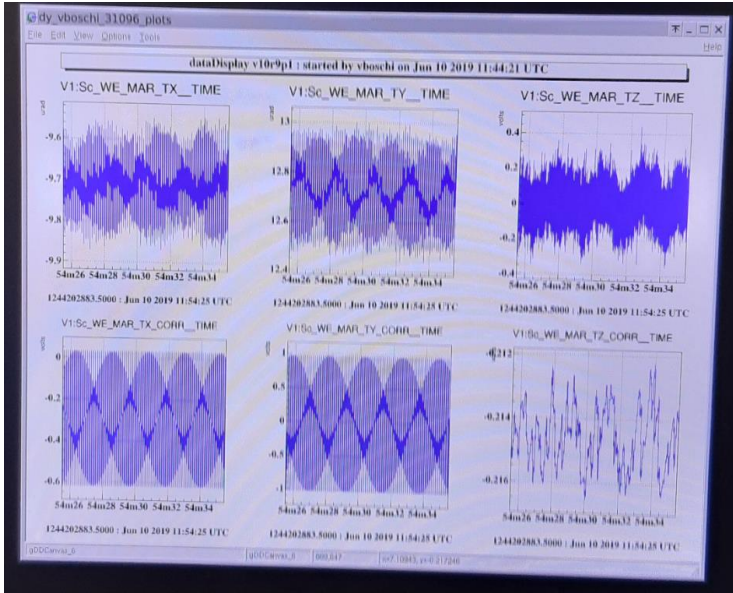 dy_vboschi_31096_plots
File Edit View Options Tools
Help
dataDisplay v10r9p1 : started by vboschi on Jun 10 2019 11:44:21 UTC
V1:Sc_WE_MAR_TX__TIME
V1:Sc_WE_MAR_TY__TIME
V1:Sc_WE_MAR_TZ__TIME
urad
-9.6
-9.7
-9.8
-9.9
54m26 54m28 54m30 54m32 54m34
1244202883.5000 : Jun 10 2019 11:54:25 UTC
urad
13
12.8
12.6
12.4
54m26 54m28 54m30 54m32 54m34
1244202883.5000 : Jun 10 2019 11:54:25 UTC
volts
0.4
0.2
0
-0.2
-0.4
54m26 54m28 54m30 54m32 54m34
1244202883.5000 : Jun 10 2019 11:54:25 UTC
V1:Sc_WE_MAR_TX_CORR__TIME
V1:Sc_WE_MAR_TY_CORR__TIME
V1:Sc_WE_MAR_TZ_CORR__TIME
volts
0
-0.2
-0.4
-0.6
54m26 54m28 54m30 54m32 54m34
1244202883.5000 : Jun 10 2019 11:54:25 UTC
volts
1
0.5
0
-0.5
-1
54m26 54m28 54m30 54m32 54m34
1244202883.5000 : Jun 10 2019 11:54:25 UTC
-0.212
-0.214
-0.216
54m26 54m28 54m30 54m32 54m34
1244202883.5000 : Jun 10 2019 11:54:25 UTC
gDDCanvas_6
gDDCanvas_6